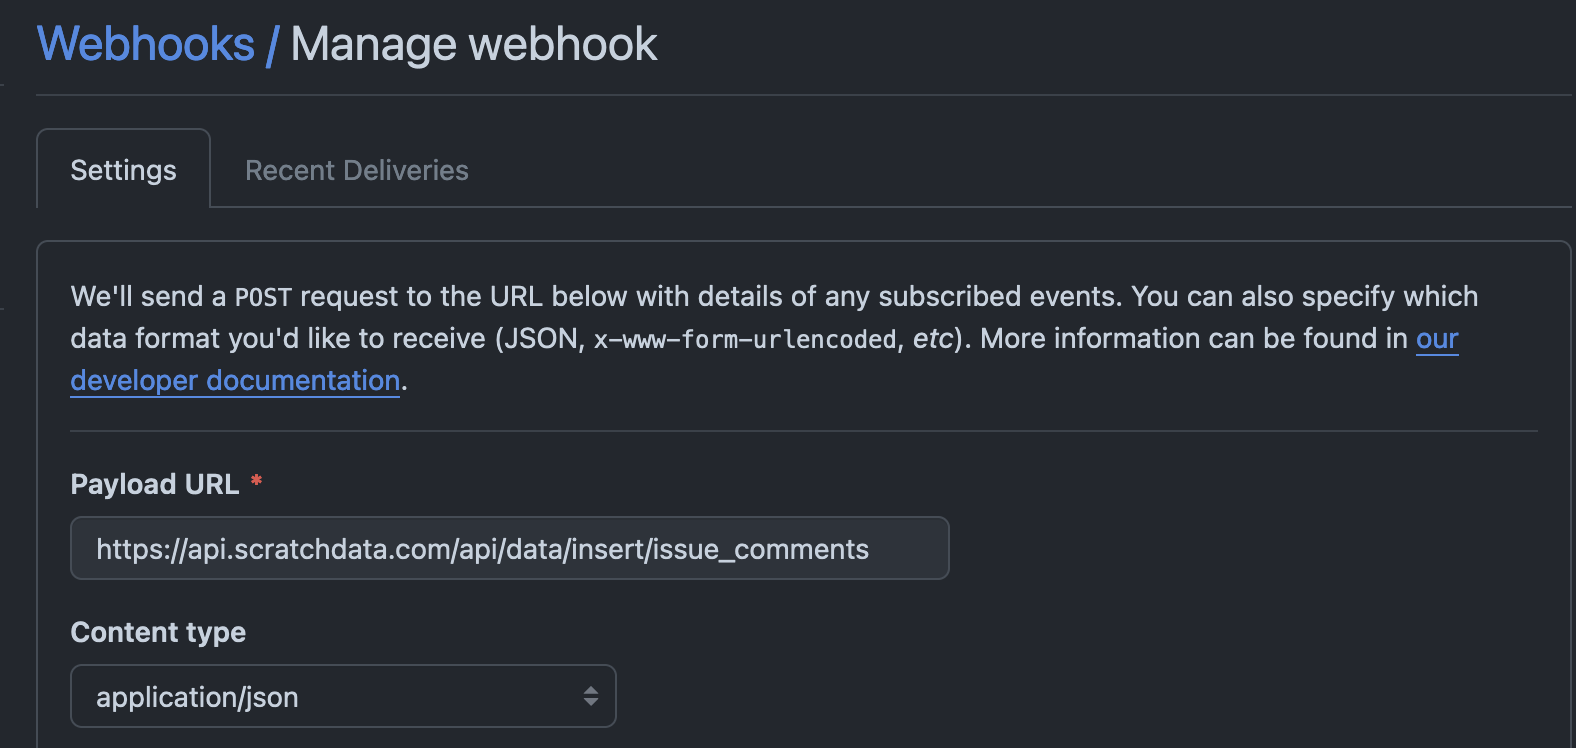 Webhooks / Manage webhook
Settings
Recent Deliveries
We'll send a POST request to the URL below with details of any subscribed events. You can also specify which
data format you'd like to receive (JSON, x-www-form-urlencoded, etc). More information can be found in our
developer documentation.
Payload URL *
https://api.scratchdata.com/api/data/insert/issue_comments
Content type
application/json